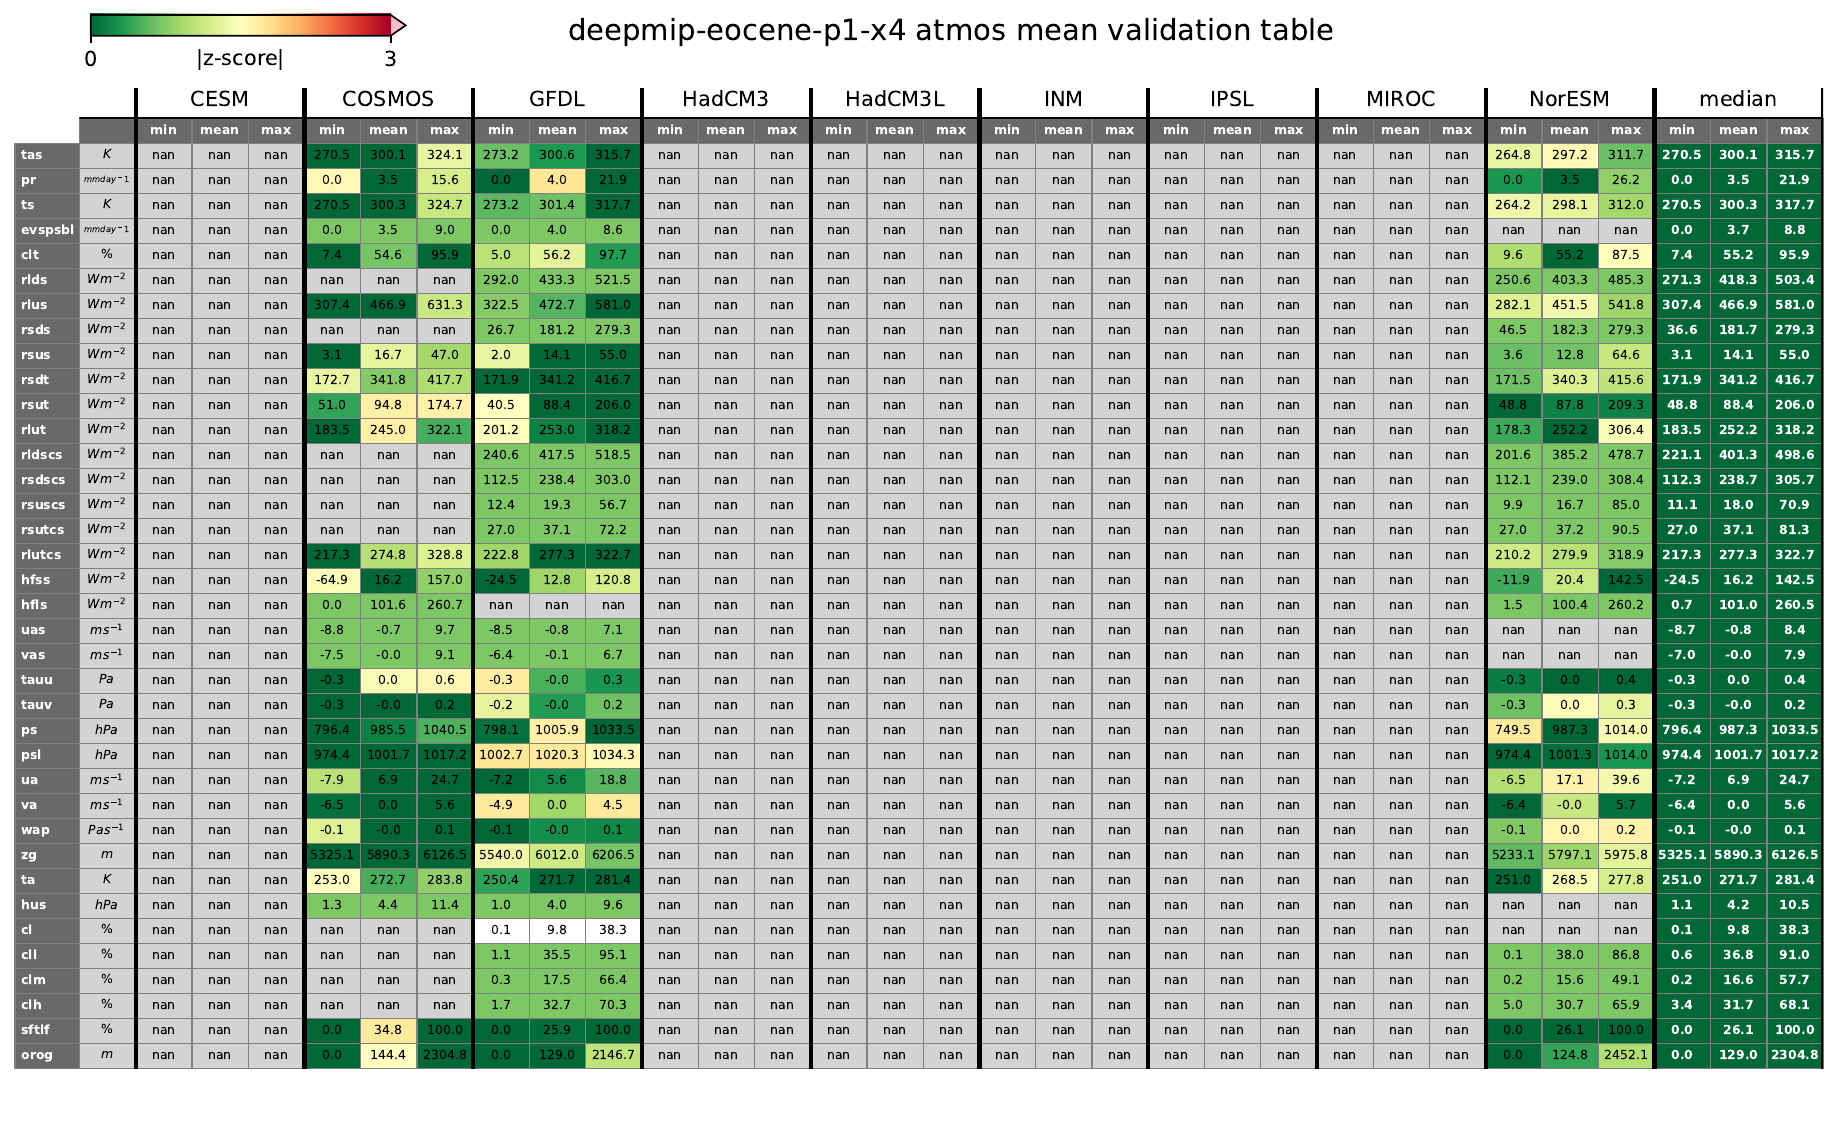 deepmip-eocene-p1-x4 atmos mean validation table
0 |z-score| 3
CESM COSMOS GFDL HadCM3 HadCM3L INM IPSL MIROC NorESM median
min mean max min mean max min mean max min mean max min mean max min mean max min mean max min mean max min mean max min mean max
tas K nan nan nan 270.5 300.1 324.1 273.2 300.6 315.7 nan nan nan nan nan nan nan nan nan nan nan nan nan nan nan 264.8 297.2 311.7 270.5 300.1 315.7
pr mmday−1 nan nan nan 0.0 3.5 15.6 0.0 4.0 21.9 nan nan nan nan nan nan nan nan nan nan nan nan nan nan nan 0.0 3.5 26.2 0.0 3.5 21.9
ts K nan nan nan 270.5 300.3 324.7 273.2 301.4 317.7 nan nan nan nan nan nan nan nan nan nan nan nan nan nan nan 264.2 298.1 312.0 270.5 300.3 317.7
evspsbl mmday−1 nan nan nan 0.0 3.5 9.0 0.0 4.0 8.6 nan nan nan nan nan nan nan nan nan nan nan nan nan nan nan nan nan nan 0.0 3.7 8.8
clt % nan nan nan 7.4 54.6 95.9 5.0 56.2 97.7 nan nan nan nan nan nan nan nan nan nan nan nan nan nan nan 9.6 55.2 87.5 7.4 55.2 95.9
rlds Wm−2 nan nan nan nan nan nan 292.0 433.3 521.5 nan nan nan nan nan nan nan nan nan nan nan nan nan nan nan 250.6 403.3 485.3 271.3 418.3 503.4
rlus Wm−2 nan nan nan 307.4 466.9 631.3 322.5 472.7 581.0 nan nan nan nan nan nan nan nan nan nan nan nan nan nan nan 282.1 451.5 541.8 307.4 466.9 581.0
rsds Wm−2 nan nan nan nan nan nan 26.7 181.2 279.3 nan nan nan nan nan nan nan nan nan nan nan nan nan nan nan 46.5 182.3 279.3 36.6 181.7 279.3
rsus Wm−2 nan nan nan 3.1 16.7 47.0 2.0 14.1 55.0 nan nan nan nan nan nan nan nan nan nan nan nan nan nan nan 3.6 12.8 64.6 3.1 14.1 55.0
rsdt Wm−2 nan nan nan 172.7 341.8 417.7 171.9 341.2 416.7 nan nan nan nan nan nan nan nan nan nan nan nan nan nan nan 171.5 340.3 415.6 171.9 341.2 416.7
rsut Wm−2 nan nan nan 51.0 94.8 174.7 40.5 88.4 206.0 nan nan nan nan nan nan nan nan nan nan nan nan nan nan nan 48.8 87.8 209.3 48.8 88.4 206.0
rlut Wm−2 nan nan nan 183.5 245.0 322.1 201.2 253.0 318.2 nan nan nan nan nan nan nan nan nan nan nan nan nan nan nan 178.3 252.2 306.4 183.5 252.2 318.2
rldscs Wm−2 nan nan nan nan nan nan 240.6 417.5 518.5 nan nan nan nan nan nan nan nan nan nan nan nan nan nan nan 201.6 385.2 478.7 221.1 401.3 498.6
rsdscs Wm−2 nan nan nan nan nan nan 112.5 238.4 303.0 nan nan nan nan nan nan nan nan nan nan nan nan nan nan nan 112.1 239.0 308.4 112.3 238.7 305.7
rsuscs Wm−2 nan nan nan nan nan nan 12.4 19.3 56.7 nan nan nan nan nan nan nan nan nan nan nan nan nan nan nan 9.9 16.7 85.0 11.1 18.0 70.9
rsutcs Wm−2 nan nan nan nan nan nan 27.0 37.1 72.2 nan nan nan nan nan nan nan nan nan nan nan nan nan nan nan 27.0 37.2 90.5 27.0 37.1 81.3
rlutcs Wm−2 nan nan nan 217.3 274.8 328.8 222.8 277.3 322.7 nan nan nan nan nan nan nan nan nan nan nan nan nan nan nan 210.2 279.9 318.9 217.3 277.3 322.7
hfss Wm−2 nan nan nan -64.9 16.2 157.0 -24.5 12.8 120.8 nan nan nan nan nan nan nan nan nan nan nan nan nan nan nan -11.9 20.4 142.5 -24.5 16.2 142.5
hfls Wm−2 nan nan nan 0.0 101.6 260.7 nan nan nan nan nan nan nan nan nan nan nan nan nan nan nan nan nan nan 1.5 100.4 260.2 0.7 101.0 260.5
uas ms−1 nan nan nan -8.8 -0.7 9.7 -8.5 -0.8 7.1 nan nan nan nan nan nan nan nan nan nan nan nan nan nan nan nan nan nan -8.7 -0.8 8.4
vas ms−1 nan nan nan -7.5 -0.0 9.1 -6.4 -0.1 6.7 nan nan nan nan nan nan nan nan nan nan nan nan nan nan nan nan nan nan -7.0 -0.0 7.9
tauu Pa nan nan nan -0.3 0.0 0.6 -0.3 -0.0 0.3 nan nan nan nan nan nan nan nan nan nan nan nan nan nan nan -0.3 0.0 0.4 -0.3 0.0 0.4
tauv Pa nan nan nan -0.3 -0.0 0.2 -0.2 -0.0 0.2 nan nan nan nan nan nan nan nan nan nan nan nan nan nan nan -0.3 0.0 0.3 -0.3 -0.0 0.2
ps hPa nan nan nan 796.4 985.5 1040.5 798.1 1005.9 1033.5 nan nan nan nan nan nan nan nan nan nan nan nan nan nan nan 749.5 987.3 1014.0 796.4 987.3 1033.5
psl hPa nan nan nan 974.4 1001.7 1017.2 1002.7 1020.3 1034.3 nan nan nan nan nan nan nan nan nan nan nan nan nan nan nan 974.4 1001.3 1014.0 974.4 1001.7 1017.2
ua ms−1 nan nan nan -7.9 6.9 24.7 -7.2 5.6 18.8 nan nan nan nan nan nan nan nan nan nan nan nan nan nan nan -6.5 17.1 39.6 -7.2 6.9 24.7
va ms−1 nan nan nan -6.5 0.0 5.6 -4.9 0.0 4.5 nan nan nan nan nan nan nan nan nan nan nan nan nan nan nan -6.4 -0.0 5.7 -6.4 0.0 5.6
wap Pas−1 nan nan nan -0.1 -0.0 0.1 -0.1 -0.0 0.1 nan nan nan nan nan nan nan nan nan nan nan nan nan nan nan -0.1 0.0 0.2 -0.1 -0.0 0.1
zg m nan nan nan 5325.1 5890.3 6126.5 5540.0 6012.0 6206.5 nan nan nan nan nan nan nan nan nan nan nan nan nan nan nan 5233.1 5797.1 5975.8 5325.1 5890.3 6126.5
ta K nan nan nan 253.0 272.7 283.8 250.4 271.7 281.4 nan nan nan nan nan nan nan nan nan nan nan nan nan nan nan 251.0 268.5 277.8 251.0 271.7 281.4
hus hPa nan nan nan 1.3 4.4 11.4 1.0 4.0 9.6 nan nan nan nan nan nan nan nan nan nan nan nan nan nan nan nan nan nan 1.1 4.2 10.5
cl % nan nan nan nan nan nan 0.1 9.8 38.3 nan nan nan nan nan nan nan nan nan nan nan nan nan nan nan nan nan nan 0.1 9.8 38.3
cll % nan nan nan nan nan nan 1.1 35.5 95.1 nan nan nan nan nan nan nan nan nan nan nan nan nan nan nan 0.1 38.0 86.8 0.6 36.8 91.0
clm % nan nan nan nan nan nan 0.3 17.5 66.4 nan nan nan nan nan nan nan nan nan nan nan nan nan nan nan 0.2 15.6 49.1 0.2 16.6 57.7
clh % nan nan nan nan nan nan 1.7 32.7 70.3 nan nan nan nan nan nan nan nan nan nan nan nan nan nan nan 5.0 30.7 65.9 3.4 31.7 68.1
sftlf % nan nan nan 0.0 34.8 100.0 0.0 25.9 100.0 nan nan nan nan nan nan nan nan nan nan nan nan nan nan nan 0.0 26.1 100.0 0.0 26.1 100.0
orog m nan nan nan 0.0 144.4 2304.8 0.0 129.0 2146.7 nan nan nan nan nan nan nan nan nan nan nan nan nan nan nan 0.0 124.8 2452.1 0.0 129.0 2304.8